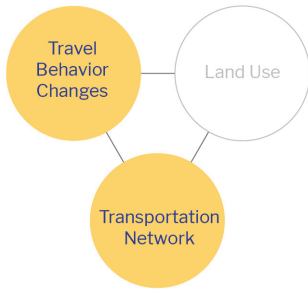 Travel
Behavior
Changes
Land Use
Transportation
Network